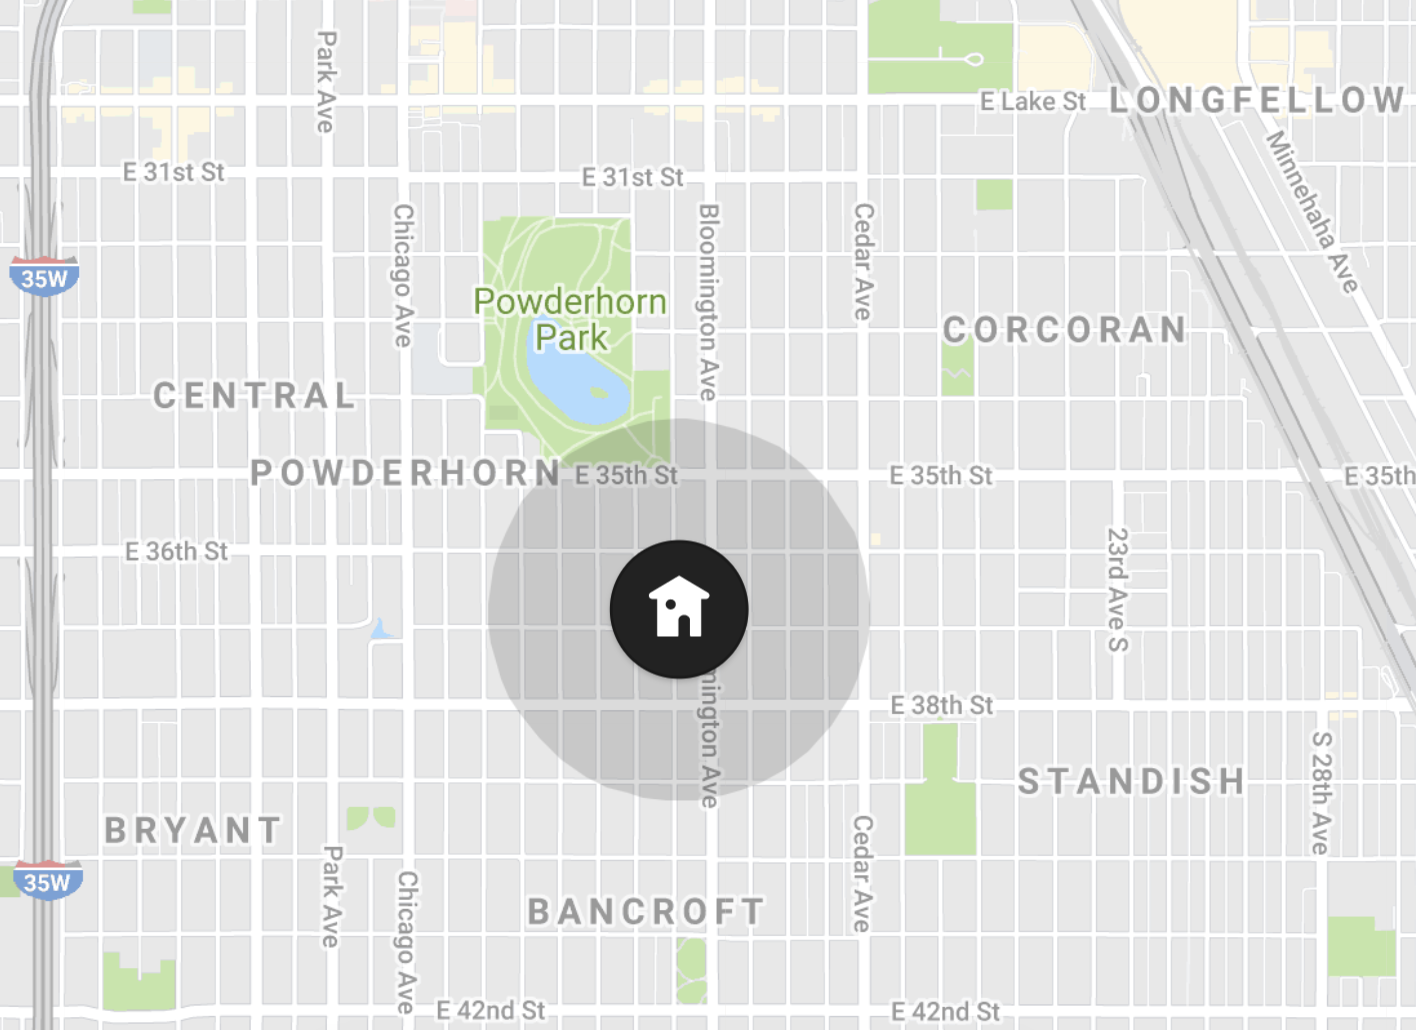 Park Ave
E Lake St
LONGFELLOW
E 31st St
E 31st St
Minnehaha Ave
Chicago Ave
Bloomington Ave
Cedar Ave
35W
Powderhorn
Park
CORCORAN
CENTRAL
POWDERHORN
E 35th St
E 35th St
E 35th
E 36th St
23rd Ave S
mington Ave
E 38th St
S 28th Ave
STANDISH
BRYANT
Park Ave
Chicago Ave
Cedar Ave
35W
BANCROFT
E 42nd St
E 42nd St